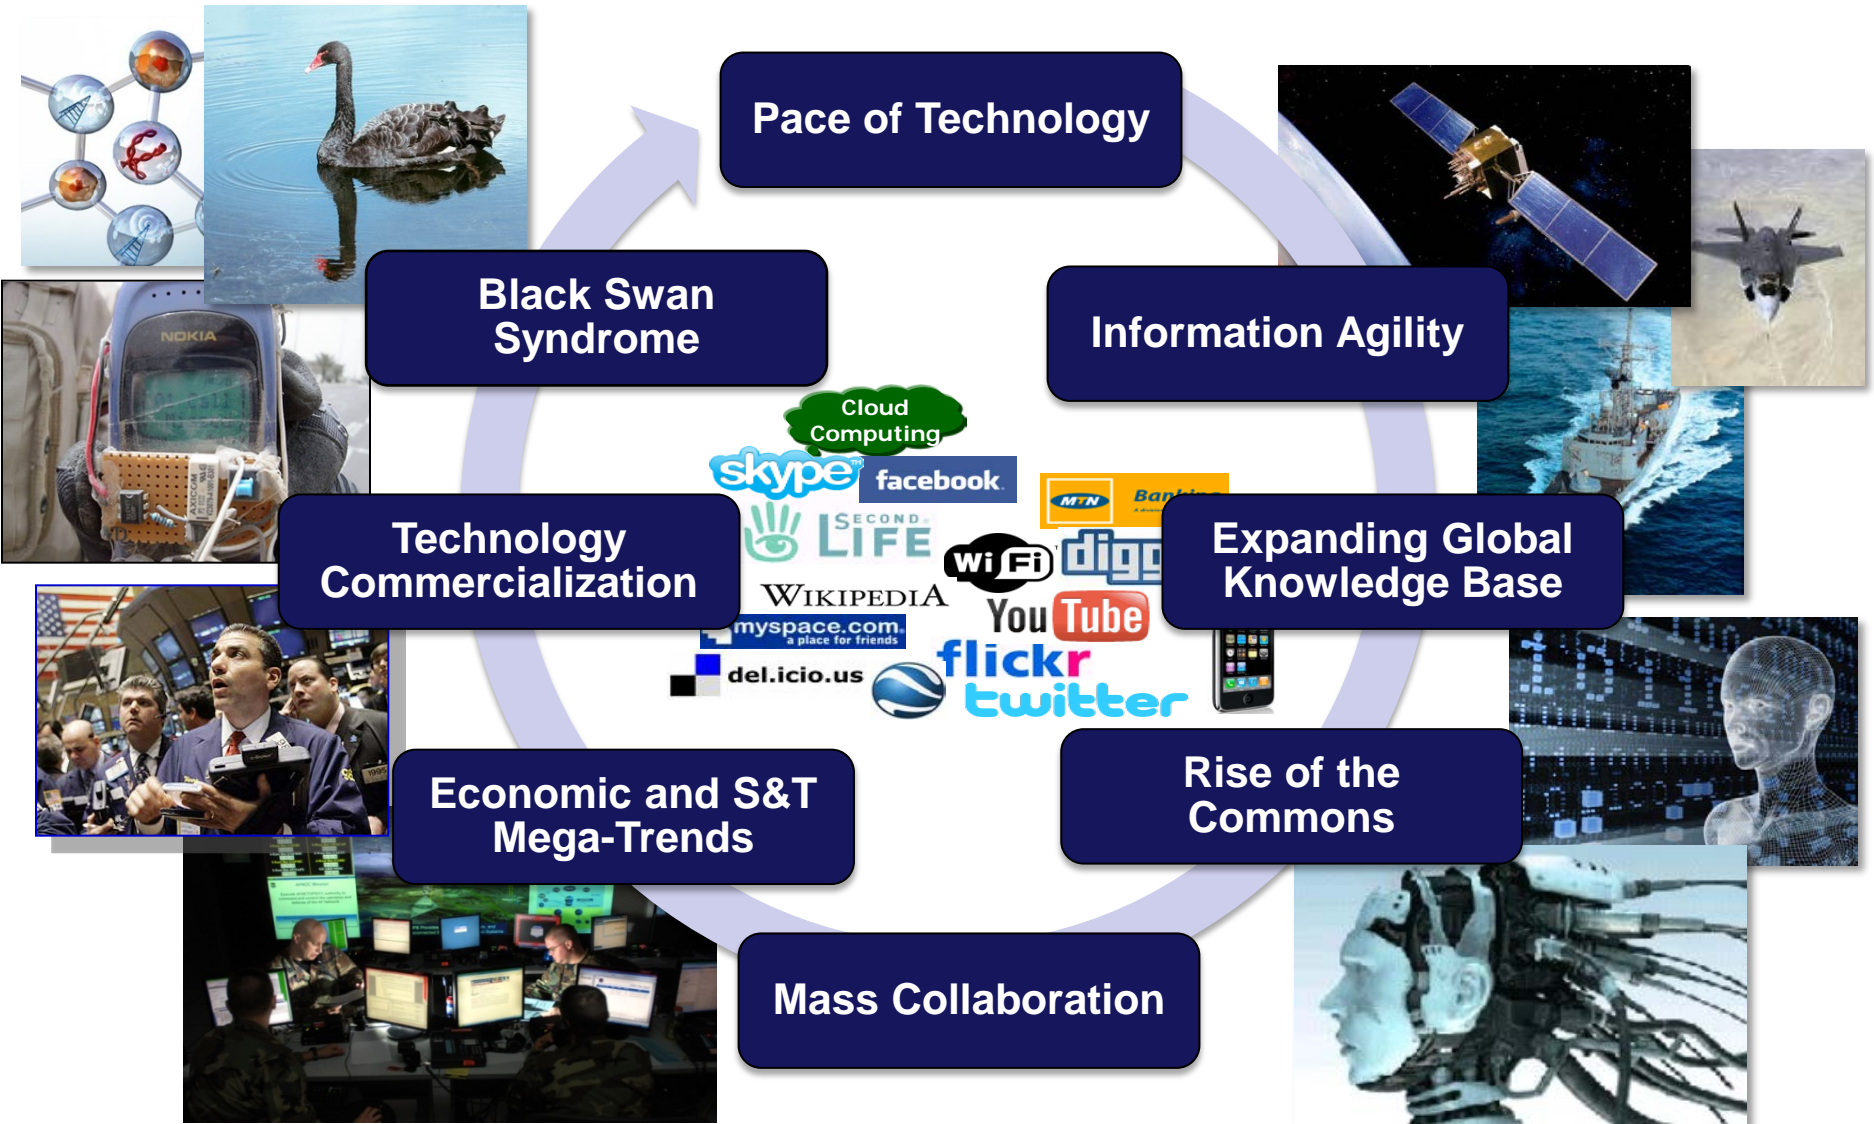 Pace of Technology
Black Swan
Syndrome
Information Agility
NOKIA
Cloud
Computing
skype TM
facebook.
MTN
SECOND
LIFE
Wi Fi
digg
Expanding Global
Knowledge Base
Technology
Commercialization
AXICOM
WIKIPEDIA
You Tube
myspace.com.
a place for friends
flickr
del.icio.us
twitter
Economic and S&T
Mega-Trends
Rise of the
Commons
Mass Collaboration